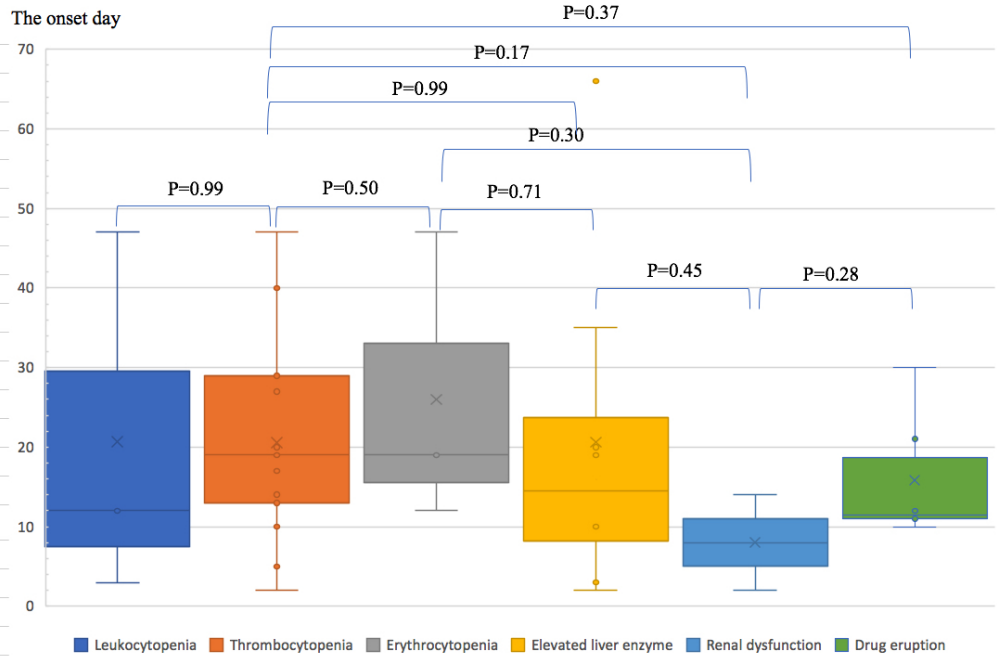 The onset day
P=0.37
70
P=0.17
P=0.99
60
P=0.30
P=0.99
P=0.50
P=0.71
50
P=0.45
P=0.28
40
30
20
10
0
Leukocytopenia Thrombocytopenia Erythrocytopenia Elevated liver enzyme Renal dysfunction Drug eruption